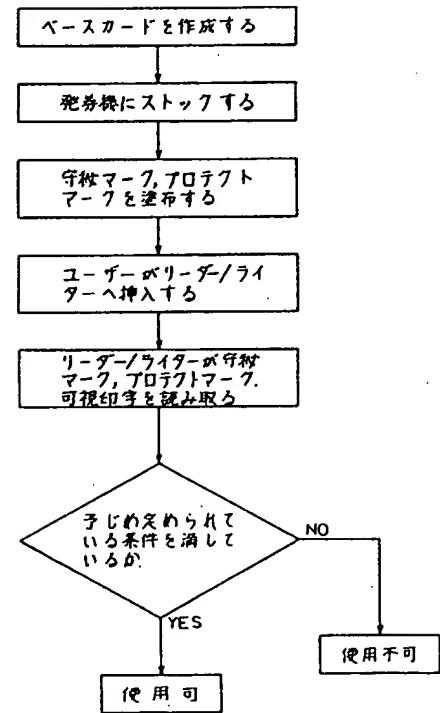 ベースカードを作成する
発券機にストックする
守秘マーク,プロテクト
マークを塗布する
ユーザーがリーダー/ライ
ターへ挿入する
リーダー/ライターが守秘
マーク,プロテクトマーク,
可視印字を読み取る
予じめ定められて
いる条件を満して
いるか
NO
YES
使用不可
使用可